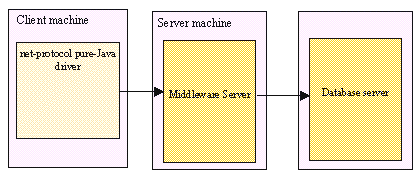 Client machine
net-protocol pure-Java
driver
Server machine
Middleware Server
Database server